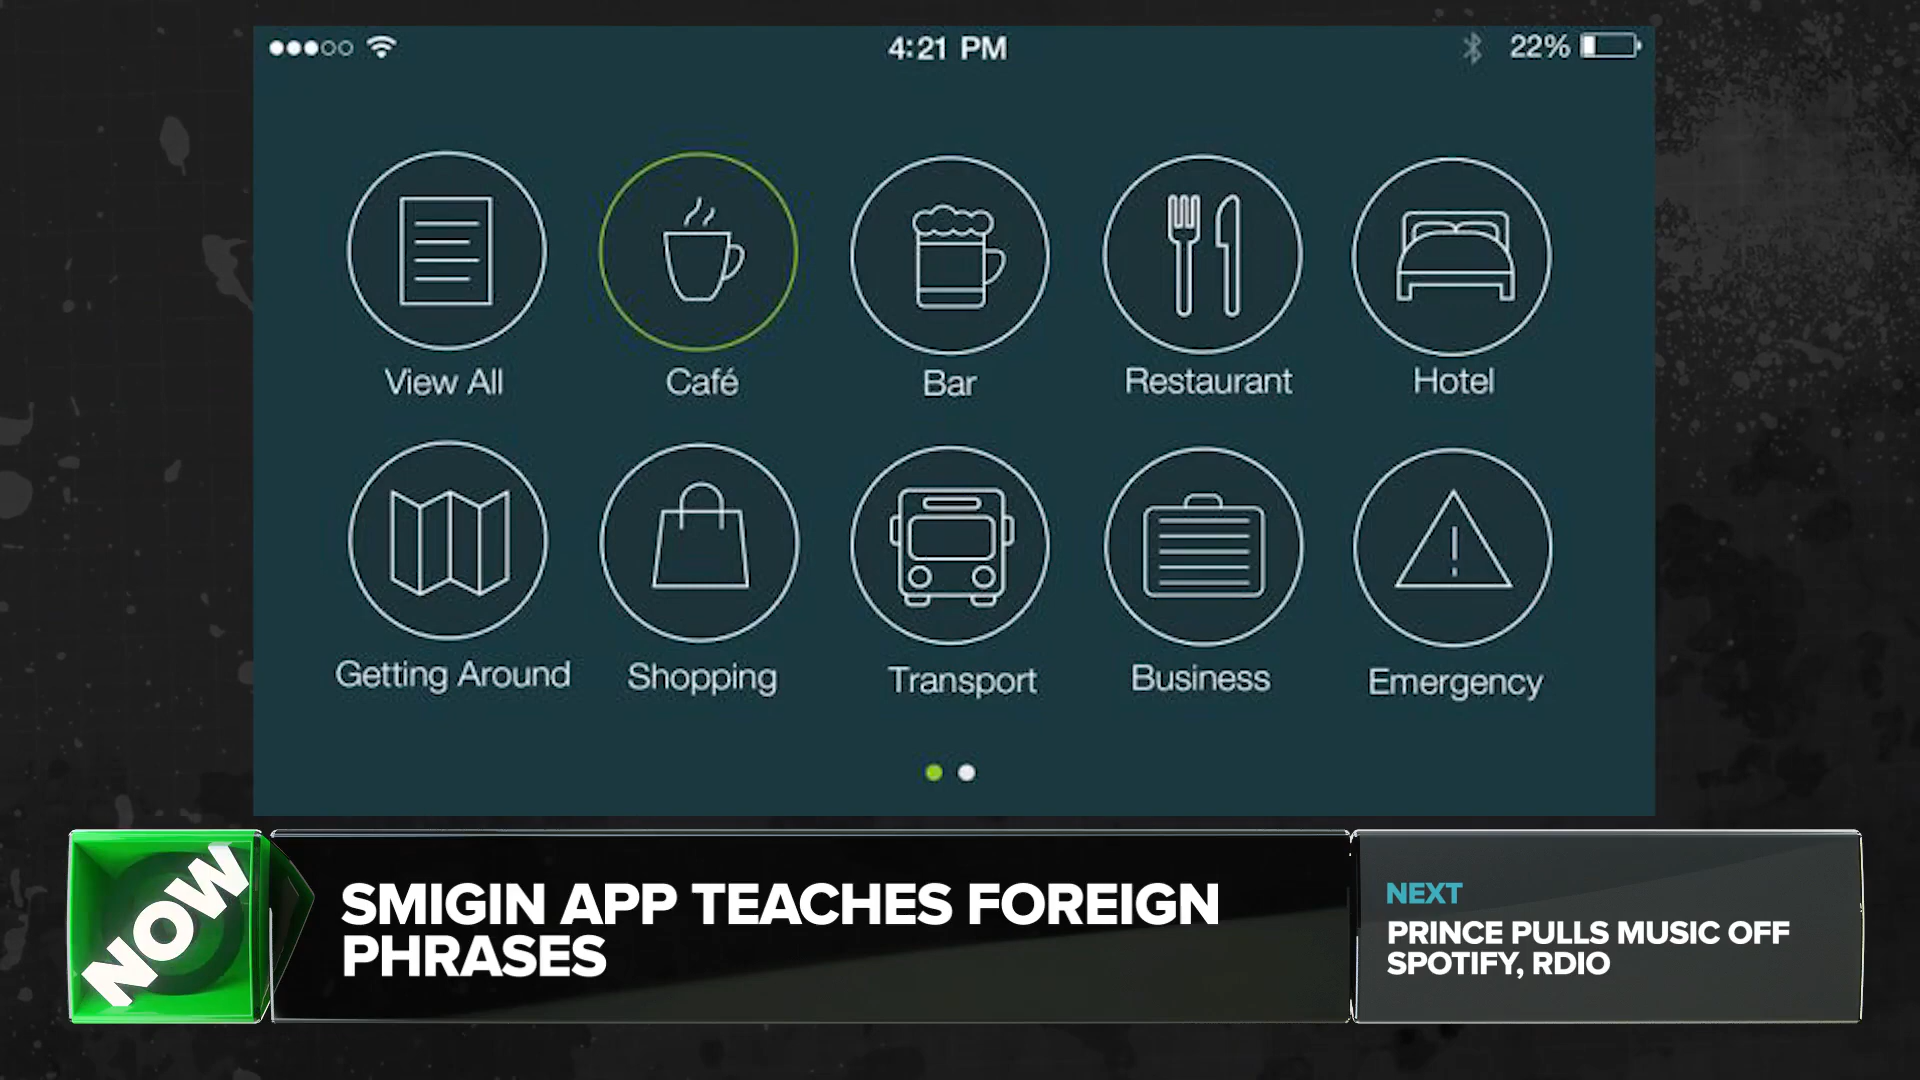 4:21 PM
22%
View All
Café
Bar
Restaurant
Hotel
Getting Around
Shopping
Transport
Business
Emergency
NOW
SMIGIN APP TEACHES FOREIGN
PHRASES
NEXT
PRINCE PULLS MUSIC OFF
SPOTIFY, RDIO